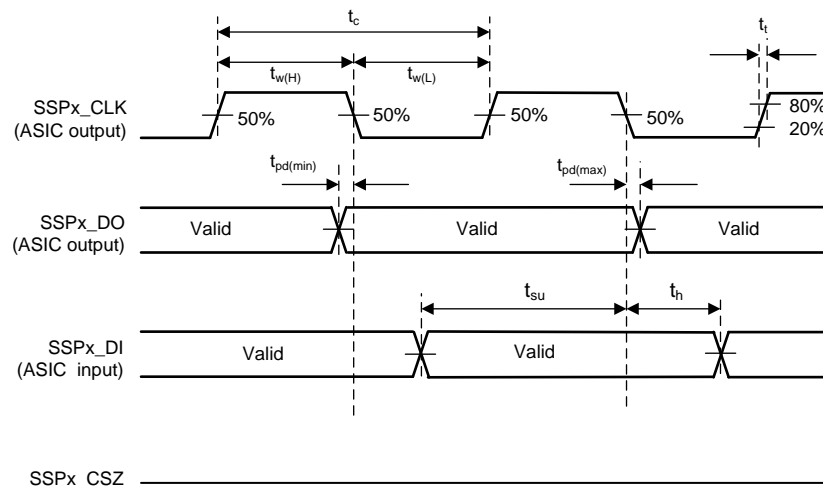 tc
tt
tw(H)
tw(L)
SSPx_CLK
(ASIC output)
50%
50%
50%
50%
80%
20%
tpd(min)
tpd(max)
SSPx_DO
(ASIC output)
Valid
Valid
Valid
tsu
th
SSPx_DI
(ASIC input)
Valid
Valid
SSPx_CSZ